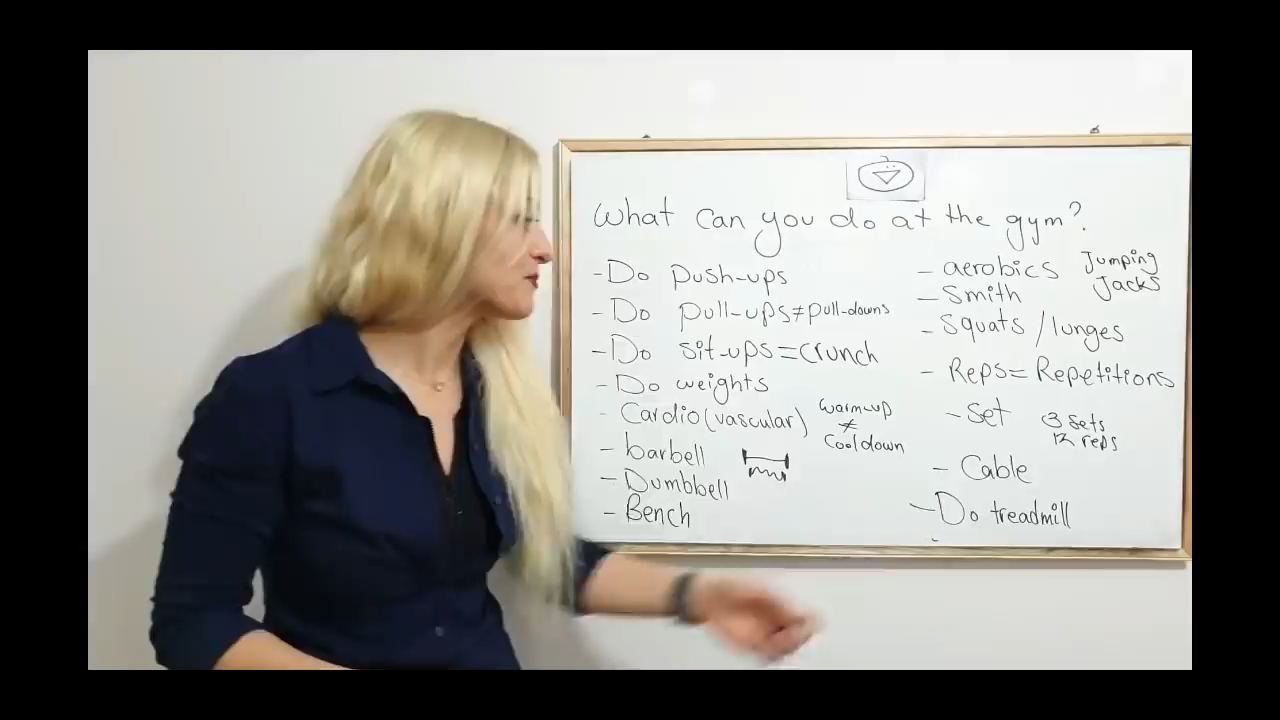 What can you do at the gym?
- Do push-ups
- Do pull-ups≠pull-downs
- Do sit-ups=crunch
- Do weights
- Cardio(vascular) warm-up
≠
Cool down
- barbell
- Dumbbell
- Bench
- aerobics Jumping
Jacks
- Smith
- Squats / lunges
- Reps=Repetitions
- Set 3 sets
12 reps
- Cable
- Do treadmill